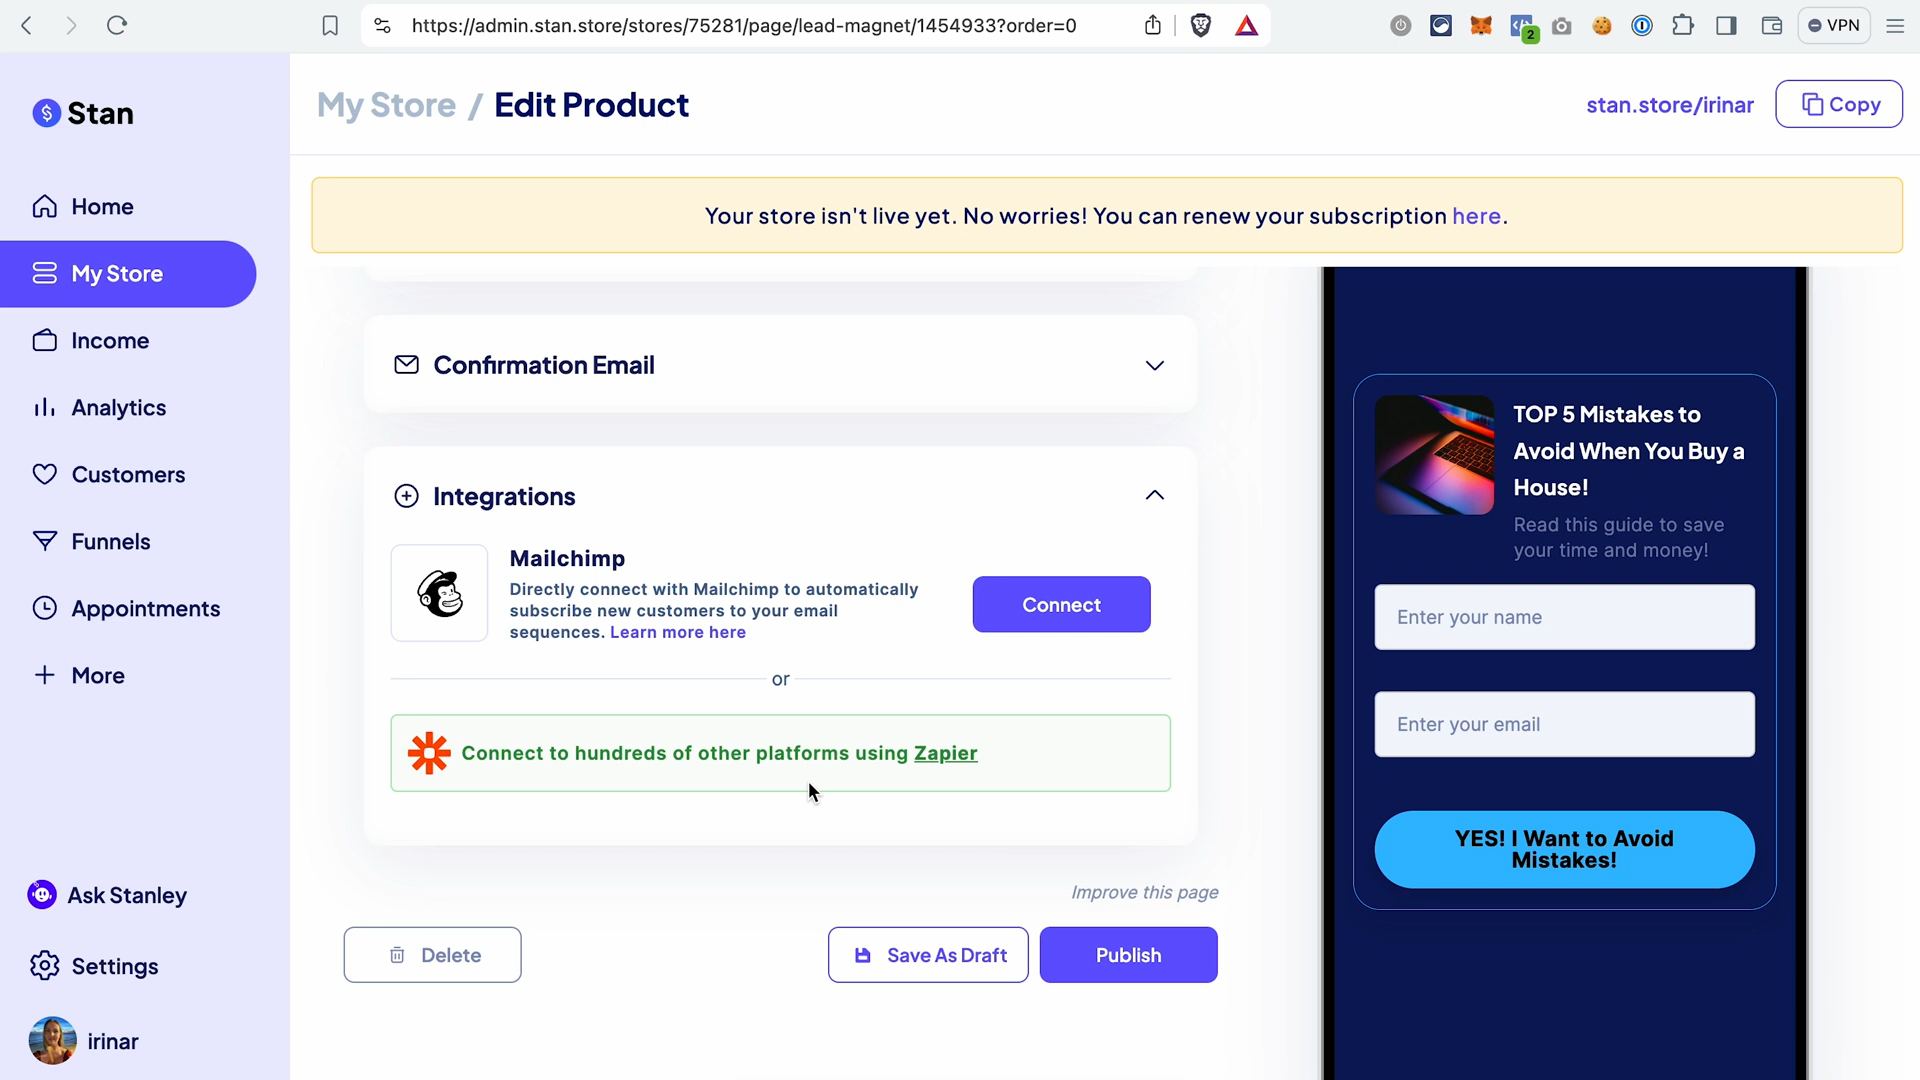 https://admin.stan.store/stores/75281/page/lead-magnet/1454933?order=0
2
VPN
$ Stan
My Store / Edit Product
stan.store/irinar
Copy
Your store isn't live yet. No worries! You can renew your subscription here.
Home
My Store
Income
Analytics
Customers
Funnels
Appointments
More
Ask Stanley
Settings
irinar
Confirmation Email
Integrations
Mailchimp
Directly connect with Mailchimp to automatically
subscribe new customers to your email
sequences. Learn more here
Connect
or
Connect to hundreds of other platforms using Zapier
Improve this page
Delete
Save As Draft
Publish
TOP 5 Mistakes to
Avoid When You Buy a
House!
Read this guide to save
your time and money!
Enter your name
Enter your email
YES! I Want to Avoid
Mistakes!